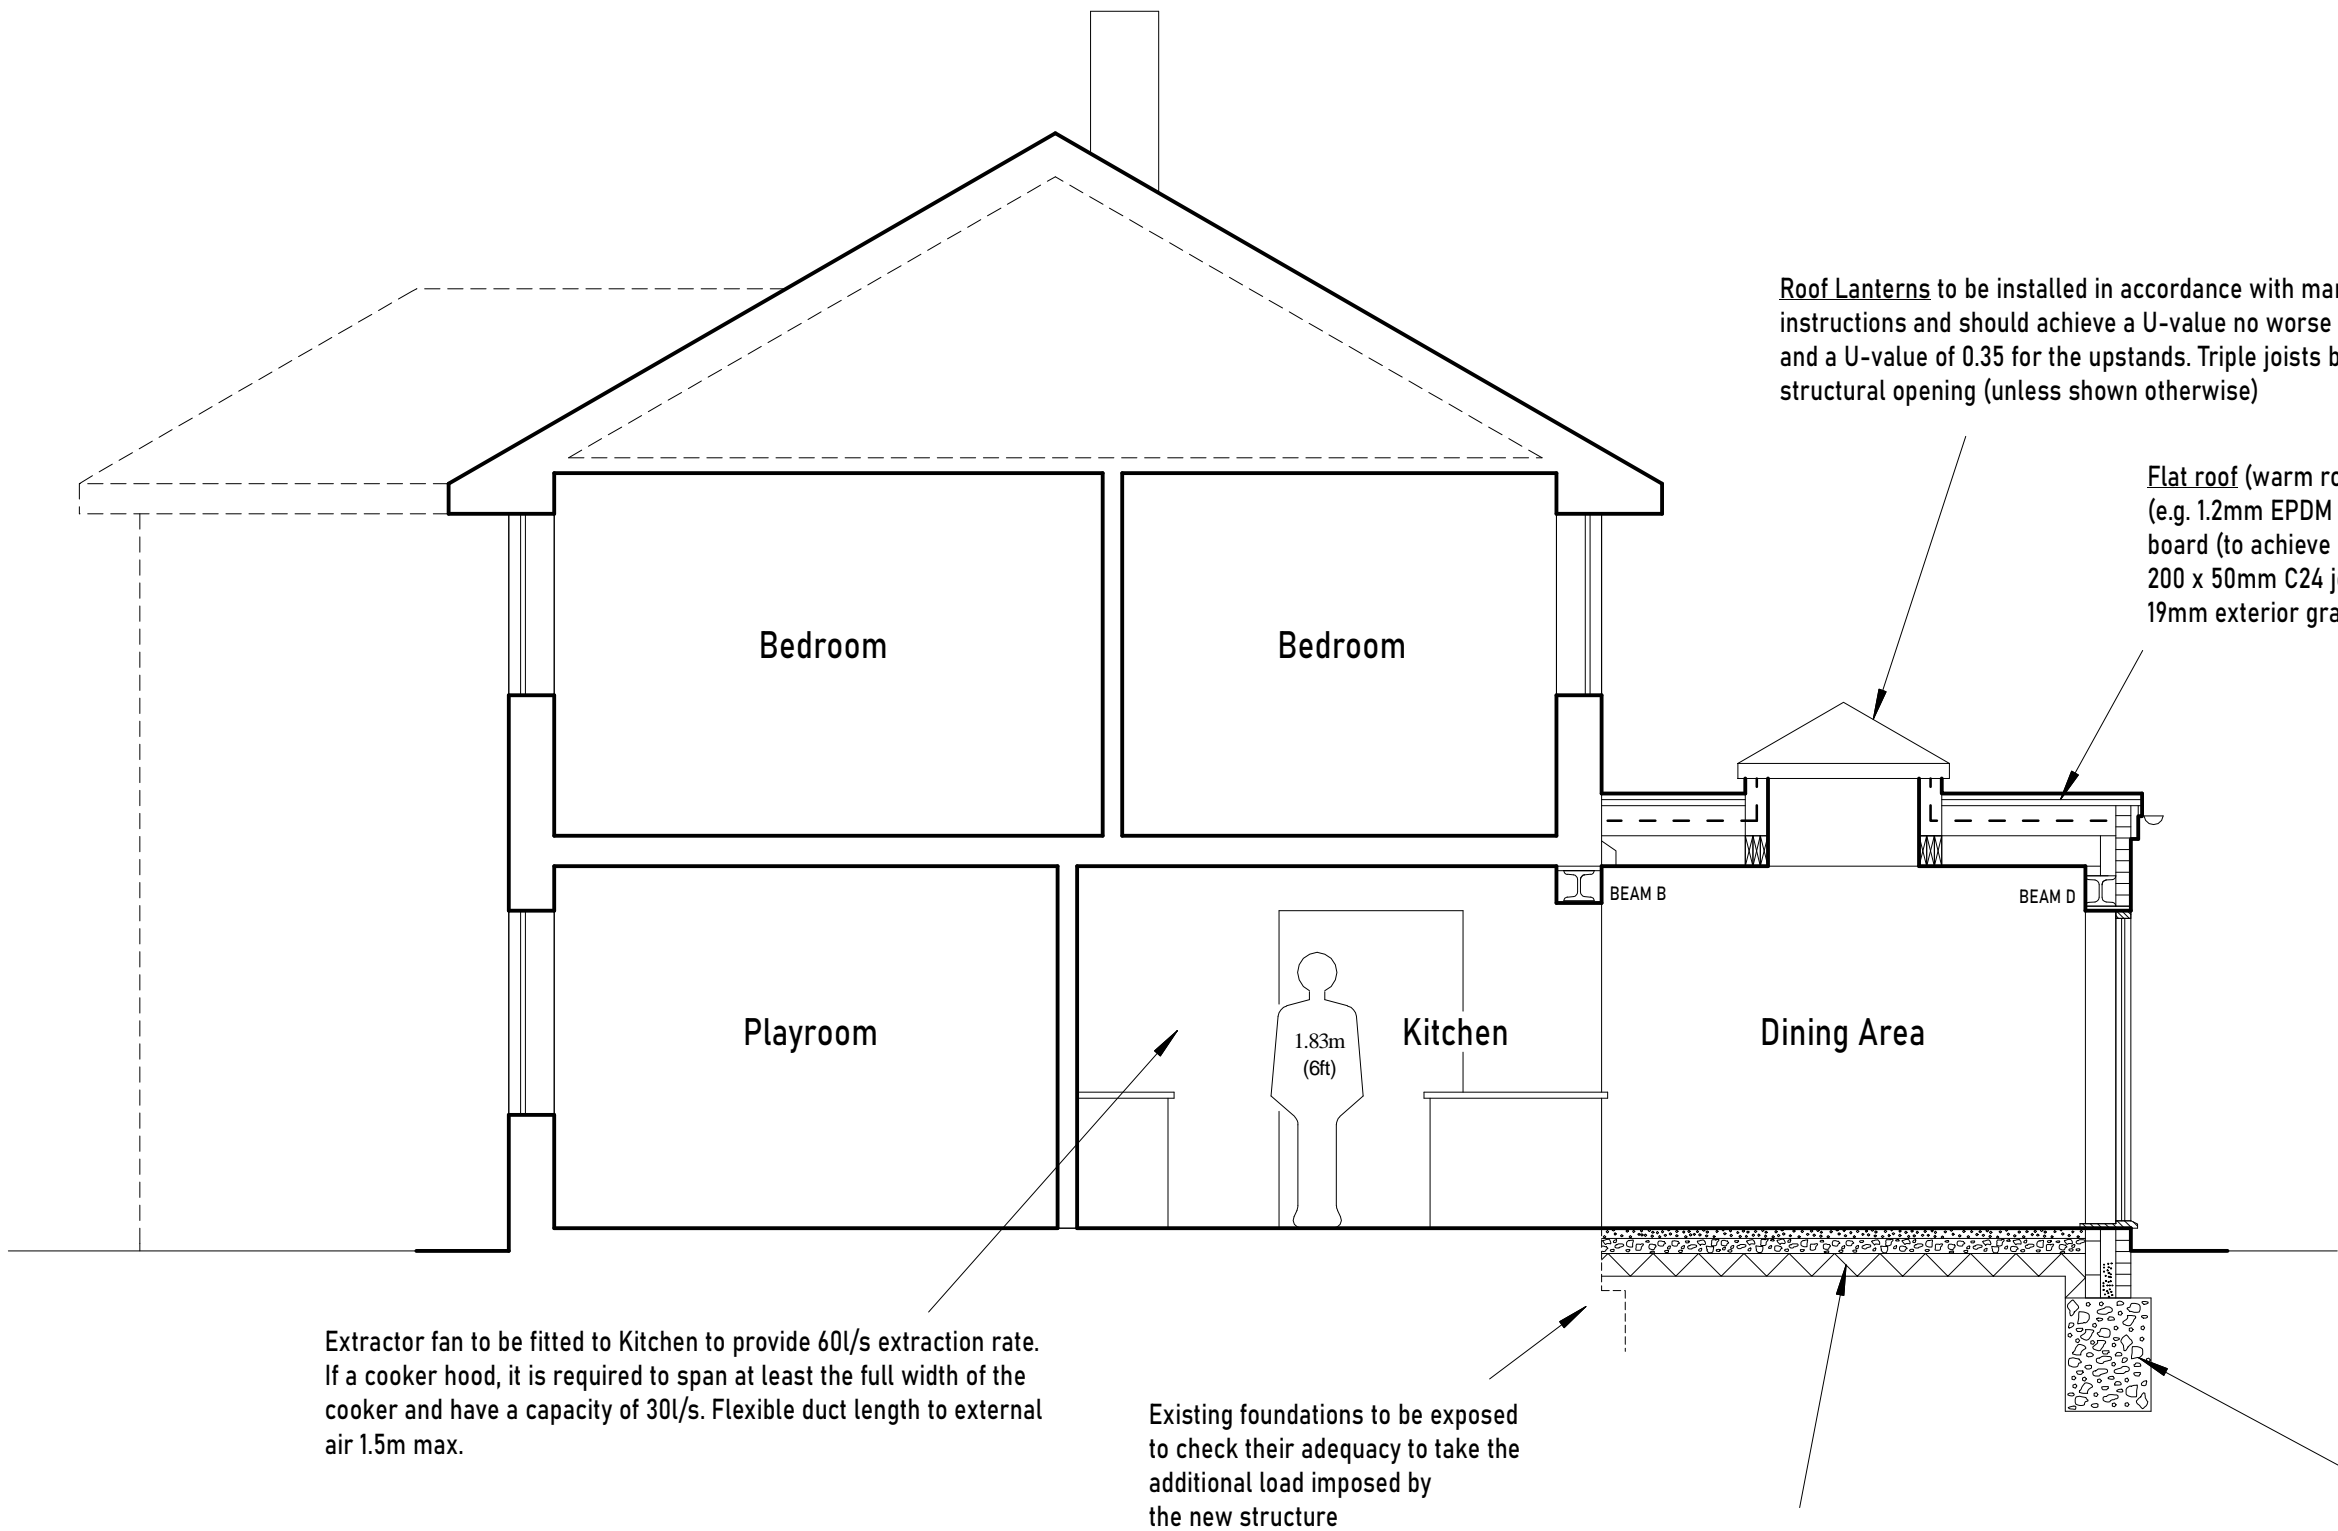 Roof Lanterns to be installed in accordance with
instructions and should achieve a U-value no worse
and a U-value of 0.35 for the upstands. Triple joists
structural opening (unless shown otherwise)
Flat roof (warm
(e.g. 1.2mm EPDM
board (to achieve
200 x 50mm C24
19mm exterior
Bedroom
Bedroom
BEAM B
BEAM D
Playroom
1.83m
(6ft)
Kitchen
Dining Area
Extractor fan to be fitted to Kitchen to provide 60l/s extraction rate.
If a cooker hood, it is required to span at least the full width of the
cooker and have a capacity of 30l/s. Flexible duct length to external
air 1.5m max.
Existing foundations to be exposed
to check their adequacy to take the
additional load imposed by
the new structure